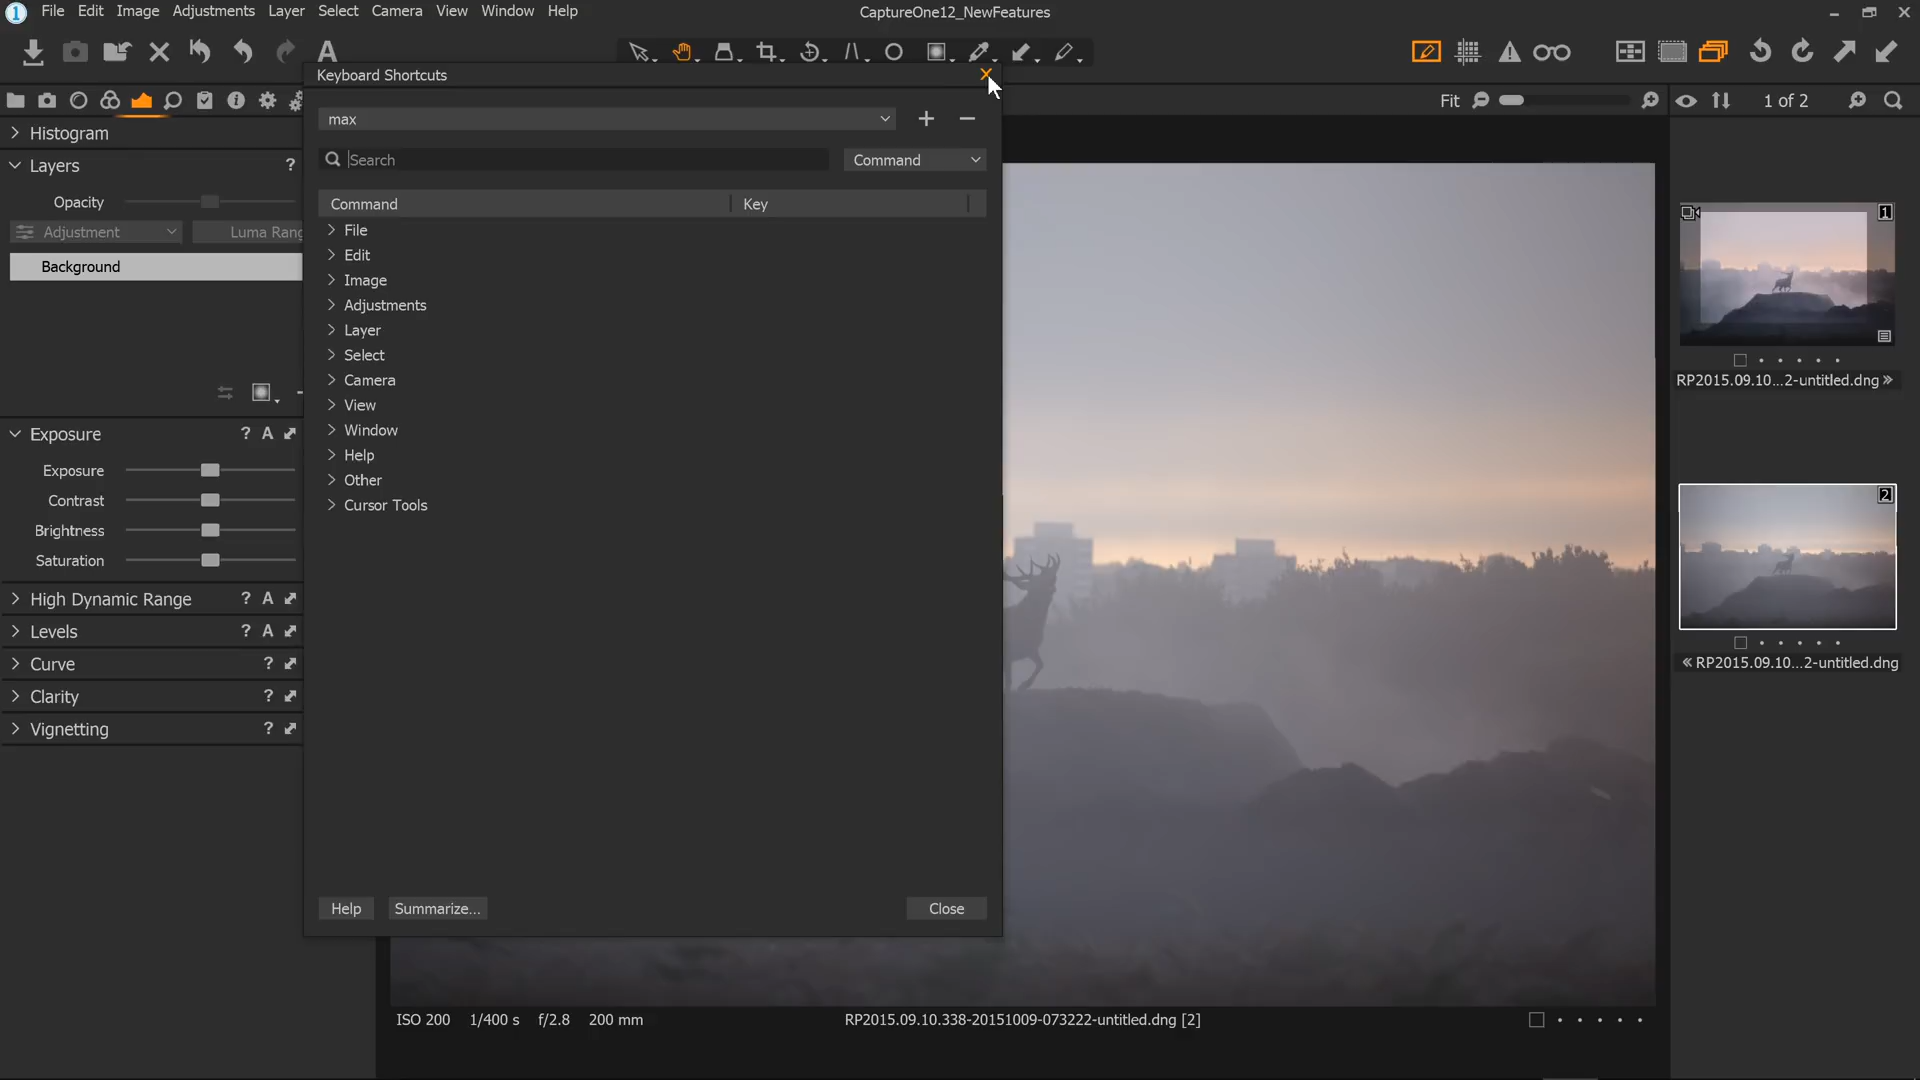 File Edit Image Adjustments Layer Select Camera View Window Help
CaptureOne12_NewFeatures
A
Keyboard Shortcuts
Fit
1 of 2
max
Search
Command
Command
Key
File
Edit
Image
Adjustments
Layer
Select
Camera
View
Window
Help
Other
Cursor Tools
Help
Summarize...
Close
Histogram
Layers ?
Opacity
Adjustment
Luma Rang
Background
Exposure ? A
Exposure
Contrast
Brightness
Saturation
High Dynamic Range ? A
Levels ? A
Curve ?
Clarity ?
Vignetting ?
1
RP2015.09.10...2-untitled.dng »
2
« RP2015.09.10...2-untitled.dng
ISO 200 1/400 s f/2.8 200 mm
RP2015.09.10.338-20151009-073222-untitled.dng [2]